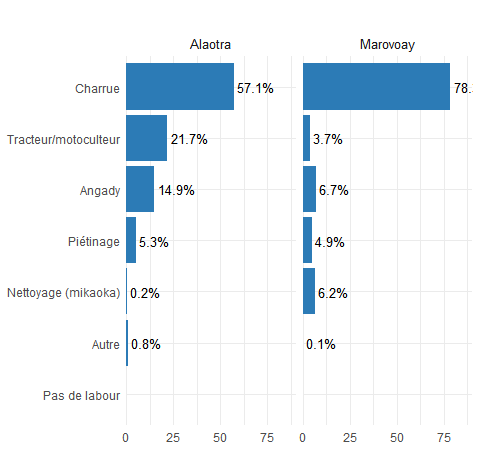 Alaotra Marovoay
Charrue 57.1% 78.
Tracteur/motoculteur 21.7% 3.7%
Angady 14.9% 6.7%
Piétinage 5.3% 4.9%
Nettoyage (mikaoka) 0.2% 6.2%
Autre 0.8% 0.1%
Pas de labour
0 25 50 75 0 25 50 75